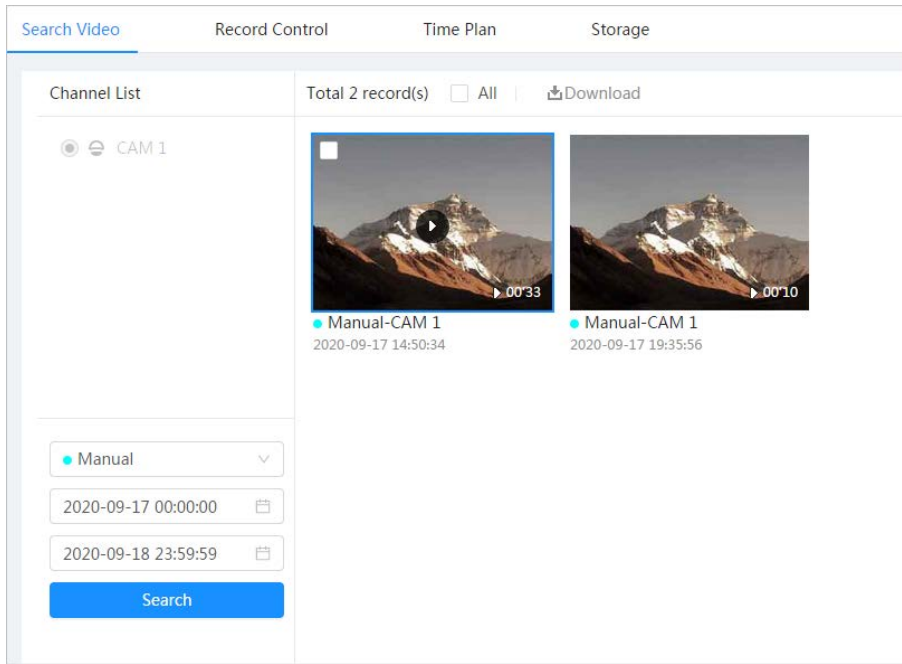 Search Video Record Control Time Plan Storage
Channel List
Total 2 record(s) All Download
CAM 1
00'33
00'10
Manual-CAM 1
2020-09-17 14:50:34
Manual-CAM 1
2020-09-17 19:35:56
Manual
2020-09-17 00:00:00
2020-09-18 23:59:59
Search